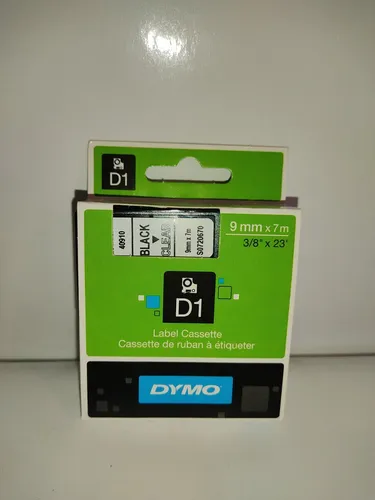 D1
40910
BLACK
CLEAR
9mm x 7m
S0720670
9 mm x 7m
3/8" x 23'
D1
Label Cassette
Cassette de ruban à étiqueter
DYMO